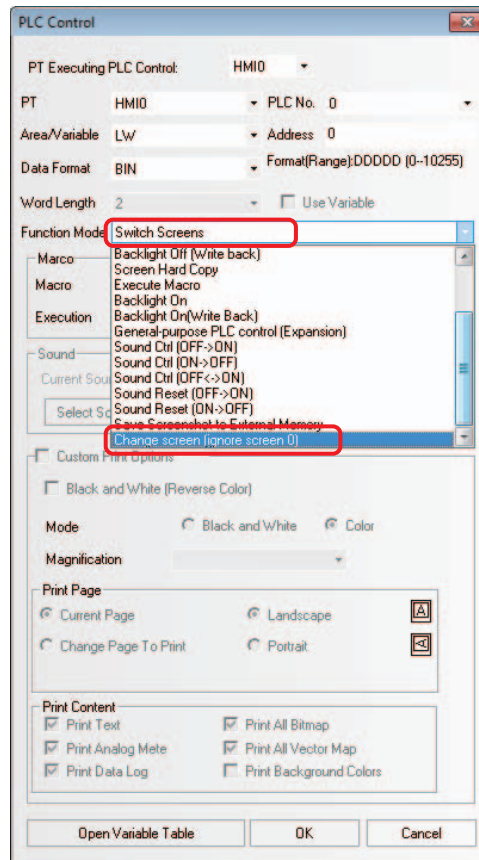 PLC Control
PT Executing PLC Control: HMI0
PT HMI0 PLC No. 0
Area/Variable LW Address 0
Data Format BIN Format(Range):DDDDD (0--10255)
Word Length 2 Use Variable
Function Mode Switch Screens
Marco
Backlight Off (Write back)
Screen Hard Copy
Macro Execute Macro
Backlight On
Execution Backlight On(Write Back)
General-purpose PLC control (Expansion)
Sound Sound Ctrl (OFF->ON)
Sound Ctrl (ON->OFF)
Current Sou Sound Ctrl (OFF<->ON)
Sound Reset (OFF->ON)
Select So Sound Reset (ON->OFF)
Save Screenshot to External Memory
Change screen (ignore screen 0)
Custom Print Options
Black and White (Reverse Color)
Mode Black and White Color
Magnification
Print Page
Current Page Landscape A
Change Page To Print Portrait A
Print Content
Print Text Print All Bitmap
Print Analog Mete Print All Vector Map
Print Data Log Print Background Colors
Open Variable Table OK Cancel